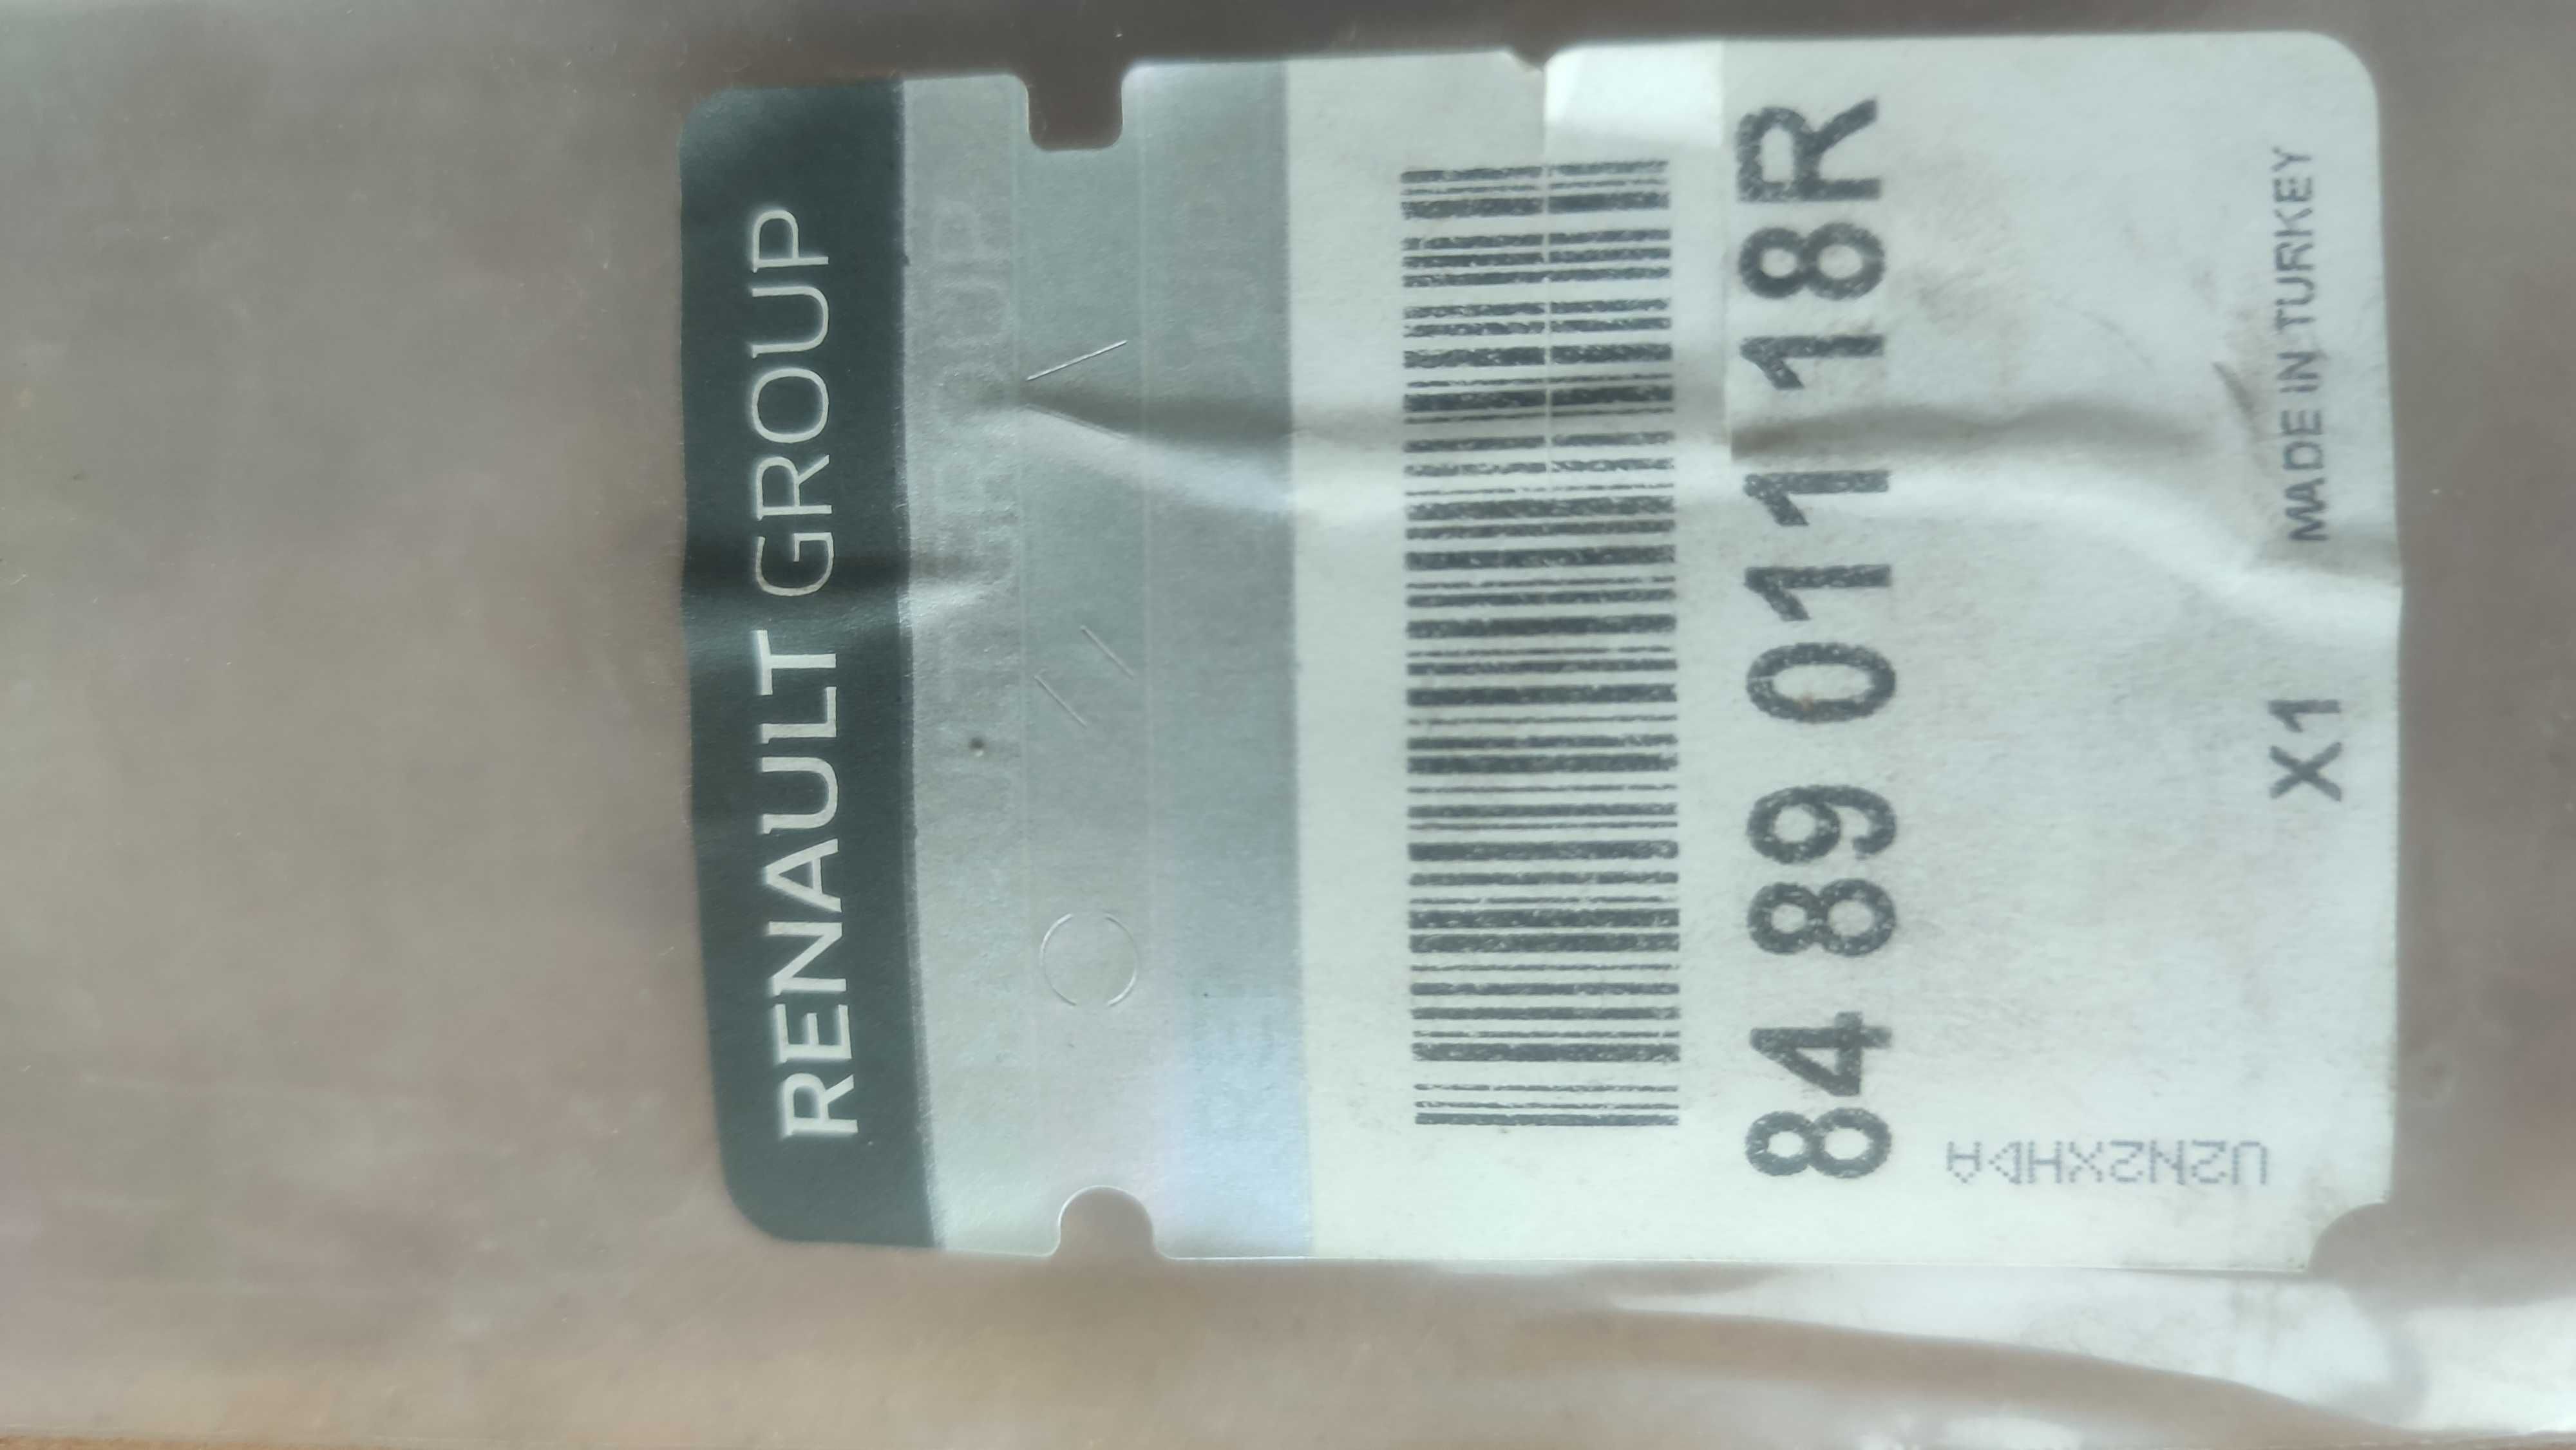 RENAULT GROUP
84 89 011 18R
U2N2XHDA
X1 MADE IN TURKEY